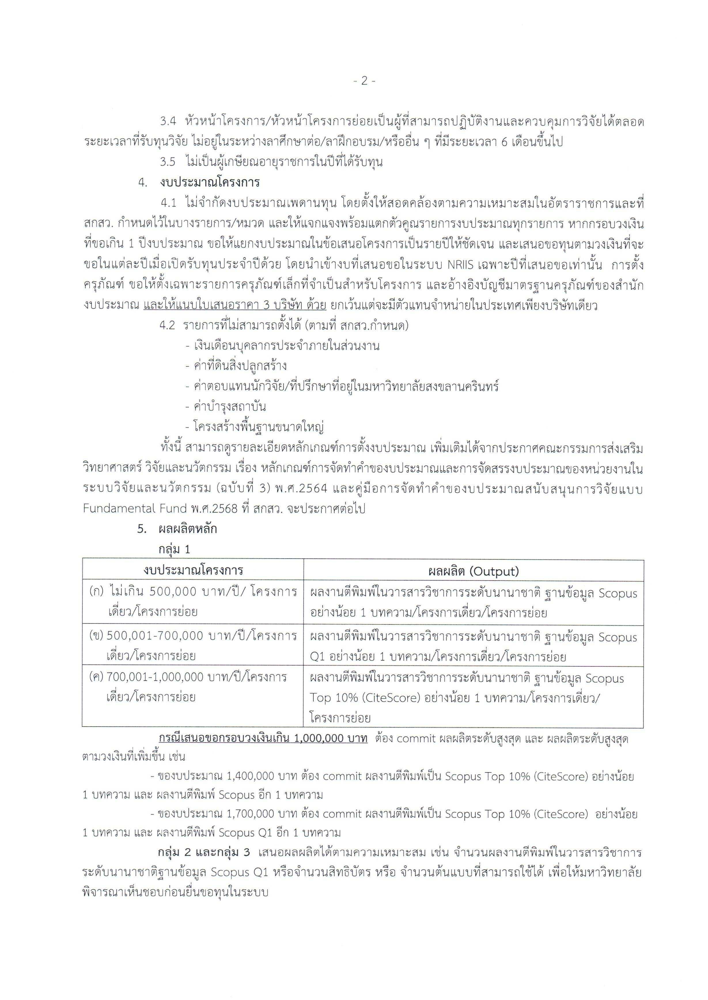 - 2 -
3.4 หัวหน้าโครงการ/หัวหน้าโครงการย่อยเป็นผู้ที่สามารถปฏิบัติงานและควบคุมการวิจัยได้ตลอด
ระยะเวลาที่รับทุนวิจัย ไม่อยู่ในระหว่างลาศึกษาต่อ/ลาฝึกอบรม/หรืออื่น ๆ ที่มีระยะเวลา 6 เดือนขึ้นไป
3.5 ไม่เป็นผู้เกษียณอายุราชการในปีที่ได้รับทุน
4. งบประมาณโครงการ
4.1 ไม่จำกัดงบประมาณเพดานทุน โดยตั้งให้สอดคล้องตามความเหมาะสมในอัตราราชการและที่
สกสว. กำหนดไว้ในบางรายการ/หมวด และให้แจกแจงพร้อมแตกตัวคูณรายการงบประมาณทุกรายการ หากกรอบวงเงิน
ที่ขอเกิน 1 ปีงบประมาณ ขอให้แยกงบประมาณในข้อเสนอโครงการเป็นรายปีให้ชัดเจน และเสนอขอทุนตามวงเงินที่จะ
ขอในแต่ละปีเมื่อเปิดรับทุนประจำปีด้วย โดยนำเข้างบที่เสนอขอในระบบ NRIIS เฉพาะปีที่เสนอขอเท่านั้น การตั้ง
ครุภัณฑ์ ขอให้ตั้งเฉพาะรายการครุภัณฑ์เล็กที่จำเป็นสำหรับโครงการ และอ้างอิงบัญชีมาตรฐานครุภัณฑ์ของสำนัก
งบประมาณ และให้แนบใบเสนอราคา 3 บริษัท ด้วย ยกเว้นแต่จะมีตัวแทนจำหน่ายในประเทศเพียงบริษัทเดียว
4.2 รายการที่ไม่สามารถตั้งได้ (ตามที่ สกสว.กำหนด)
- เงินเดือนบุคลากรประจำภายในส่วนงาน
- ค่าที่ดินสิ่งปลูกสร้าง
- ค่าตอบแทนนักวิจัย/ที่ปรึกษาที่อยู่ในมหาวิทยาลัยสงขลานครินทร์
- ค่าบำรุงสถาบัน
- โครงสร้างพื้นฐานขนาดใหญ่
ทั้งนี้ สามารถดูรายละเอียดหลักเกณฑ์การตั้งงบประมาณ เพิ่มเติมได้จากประกาศคณะกรรมการส่งเสริม
วิทยาศาสตร์ วิจัยและนวัตกรรม เรื่อง หลักเกณฑ์การจัดทำคำของบประมาณและการจัดสรรงบประมาณของหน่วยงานใน
ระบบวิจัยและนวัตกรรม (ฉบับที่ 3) พ.ศ.2564 และคู่มือการจัดทำคำของบประมาณสนับสนุนการวิจัยแบบ
Fundamental Fund พ.ศ.2568 ที่ สกสว. จะประกาศต่อไป
5. ผลผลิตหลัก
กลุ่ม 1
งบประมาณโครงการ
ผลผลิต (Output)
(ก) ไม่เกิน 500,000 บาท/ปี/ โครงการ
เดี่ยว/โครงการย่อย
ผลงานตีพิมพ์ในวารสารวิชาการระดับนานาชาติ ฐานข้อมูล Scopus
อย่างน้อย 1 บทความ/โครงการเดี่ยว/โครงการย่อย
(ข) 500,001-700,000 บาท/ปี/โครงการ
เดี่ยว/โครงการย่อย
ผลงานตีพิมพ์ในวารสารวิชาการระดับนานาชาติ ฐานข้อมูล Scopus
Q1 อย่างน้อย 1 บทความ/โครงการเดี่ยว/โครงการย่อย
(ค) 700,001-1,000,000 บาท/ปี/โครงการ
เดี่ยว/โครงการย่อย
ผลงานตีพิมพ์ในวารสารวิชาการระดับนานาชาติ ฐานข้อมูล Scopus
Top 10% (CiteScore) อย่างน้อย 1 บทความ/โครงการเดี่ยว/
โครงการย่อย
กรณีเสนอขอกรอบวงเงินเกิน 1,000,000 บาท ต้อง commit ผลผลิตระดับสูงสุด และ ผลผลิตระดับสูงสุด
ตามวงเงินที่เพิ่มขึ้น เช่น
- ของบประมาณ 1,400,000 บาท ต้อง commit ผลงานตีพิมพ์เป็น Scopus Top 10% (CiteScore) อย่างน้อย
1 บทความ และ ผลงานตีพิมพ์ Scopus อีก 1 บทความ
- ของบประมาณ 1,700,000 บาท ต้อง commit ผลงานตีพิมพ์เป็น Scopus Top 10% (CiteScore) อย่างน้อย
1 บทความ และ ผลงานตีพิมพ์ Scopus Q1 อีก 1 บทความ
กลุ่ม 2 และกลุ่ม 3 เสนอผลผลิตได้ตามความเหมาะสม เช่น จำนวนผลงานตีพิมพ์ในวารสารวิชาการ
ระดับนานาชาติฐานข้อมูล Scopus Q1 หรือจำนวนสิทธิบัตร หรือ จำนวนต้นแบบที่สามารถใช้ได้ เพื่อให้มหาวิทยาลัย
พิจารณาเห็นชอบก่อนยื่นขอทุนในระบบ